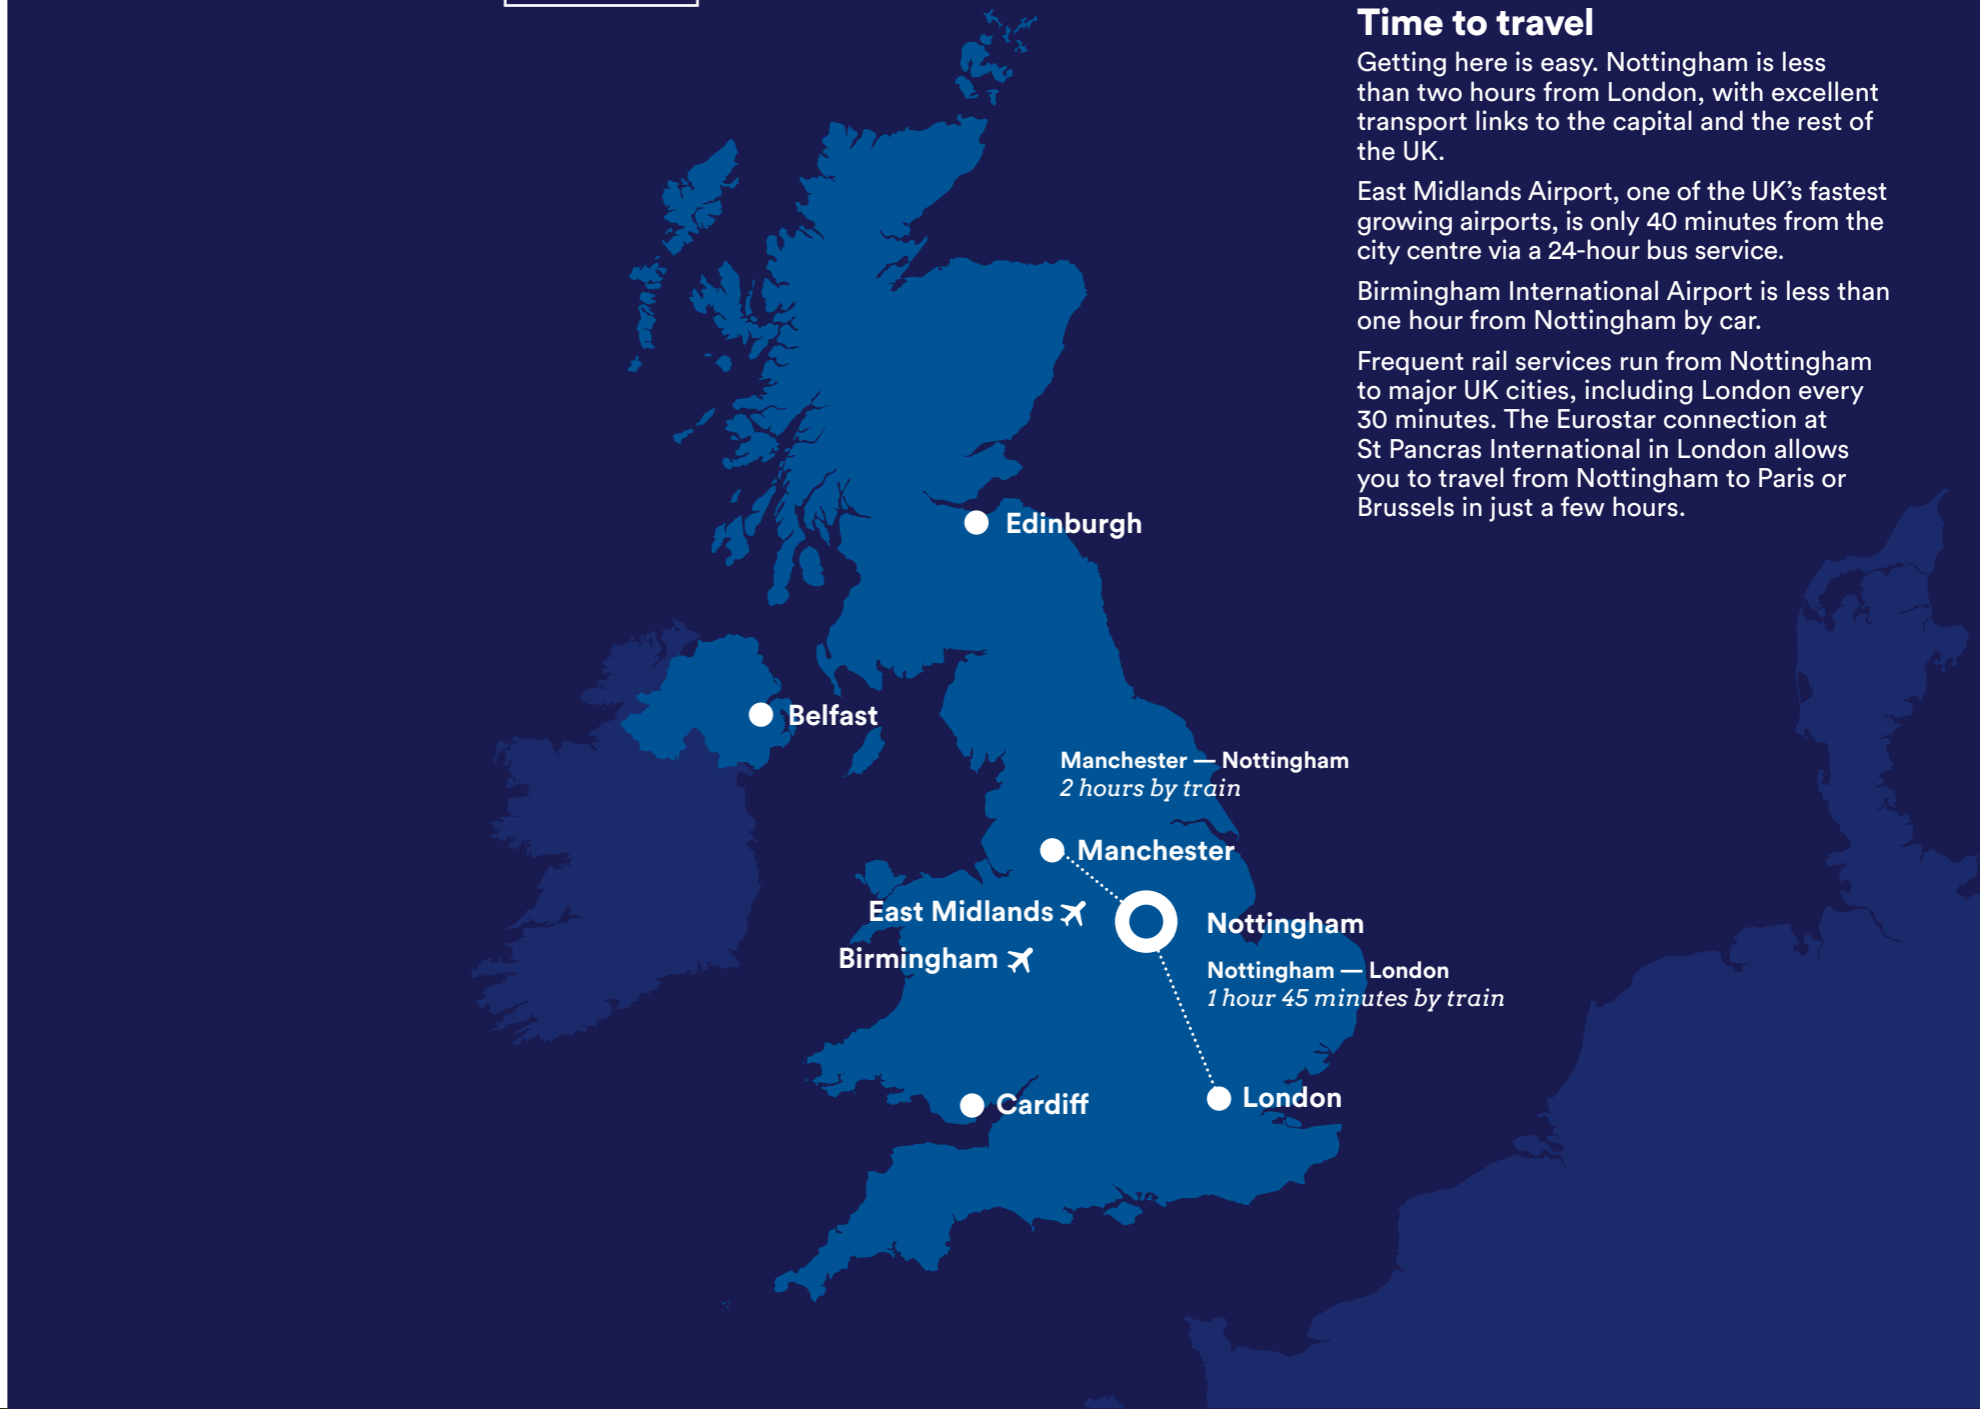 Time to travel
Getting here is easy. Nottingham is less
than two hours from London, with excellent
transport links to the capital and the rest of
the UK.
East Midlands Airport, one of the UK’s fastest
growing airports, is only 40 minutes from the
city centre via a 24-hour bus service.
Birmingham International Airport is less than
one hour from Nottingham by car.
Frequent rail services run from Nottingham
to major UK cities, including London every
30 minutes. The Eurostar connection at
St Pancras International in London allows
you to travel from Nottingham to Paris or
Brussels in just a few hours.
Edinburgh
Belfast
Manchester — Nottingham
2 hours by train
Manchester
East Midlands
Nottingham
Birmingham
Nottingham — London
1 hour 45 minutes by train
Cardiff
London